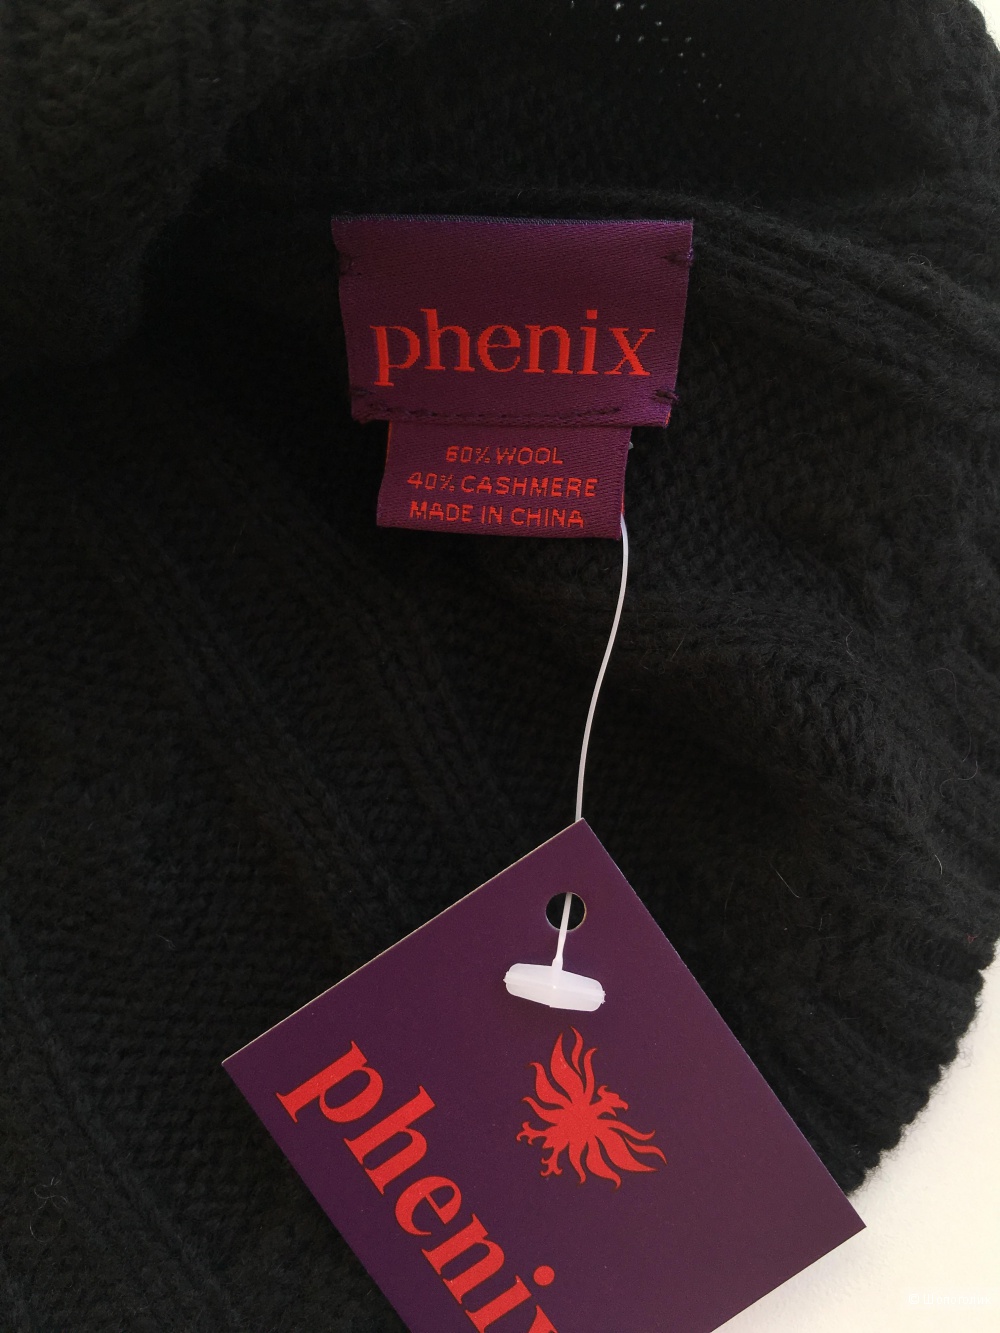 phenix
60% WOOL
40% CASHMERE
MADE IN CHINA
phenix